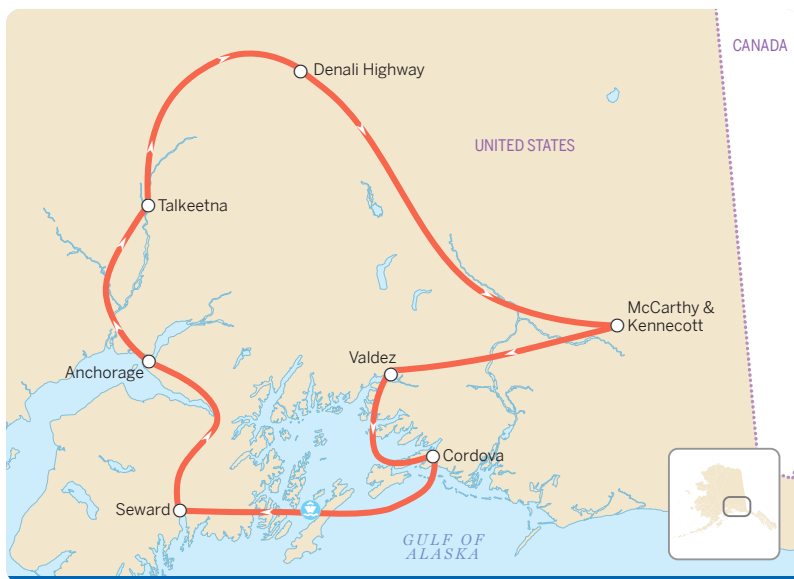 CANADA
Denali Highway
UNITED STATES
Talkeetna
McCarthy &
Kennecott
Valdez
Anchorage
Cordova
Seward
GULF OF
ALASKA